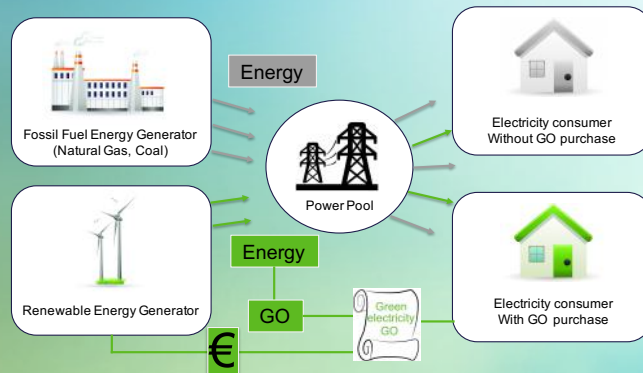 Energy
Fossil Fuel Energy Generator
(Natural Gas, Coal)
Electricity consumer
Without GO purchase
Power Pool
Energy
Renewable Energy Generator
GO
Green
electricity
GO
Electricity consumer
With GO purchase
€